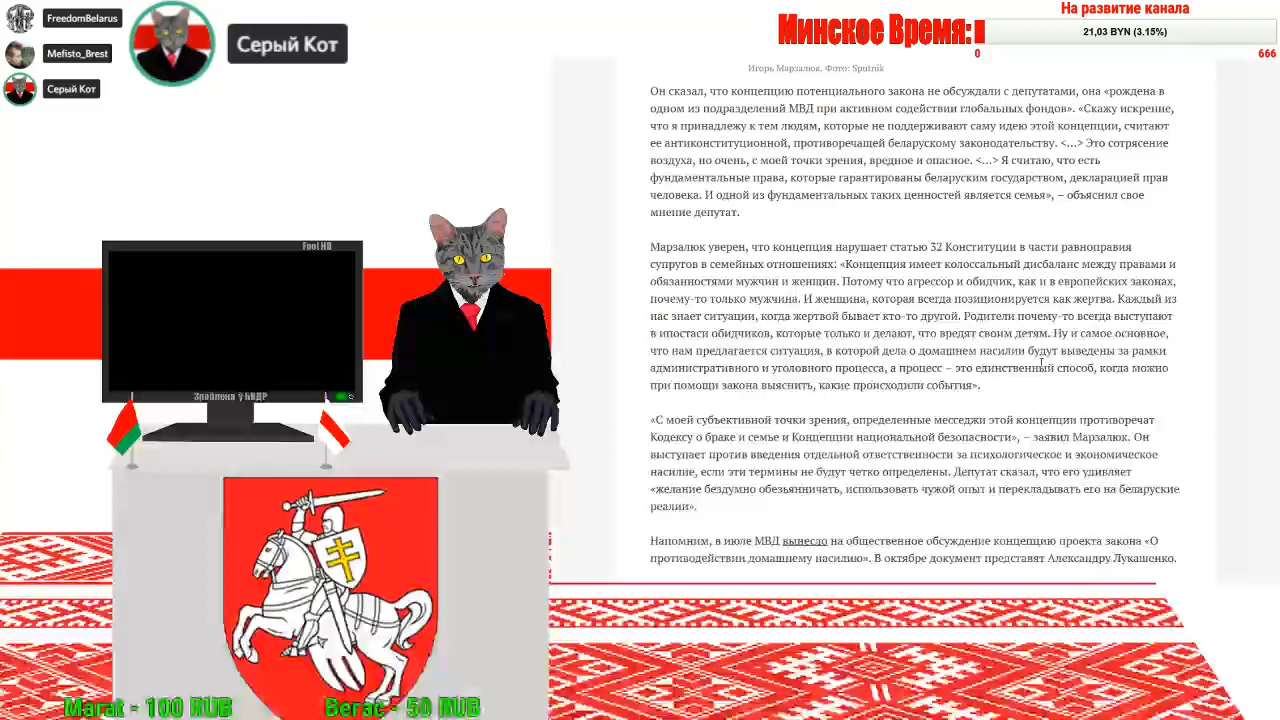 FreedomBelarus
Mefisto_Brest
Серый Кот
Серый Кот
Минское Время:
На развитие канала
21,03 BYN (3.15%)
0
666
Игорь Марзалюк. Фото: Sputnik
Он сказал, что концепцию потенциального закона не обсуждали с депутатами, она «рождена в
одном из подразделений МВД при активном содействии глобальных фондов». «Скажу искренне,
что я принадлежу к тем людям, которые не поддерживают саму идею этой концепции, считают
ее антиконституционной, противоречащей беларускому законодательству. <...> Это сотрясение
воздуха, но очень, с моей точки зрения, вредное и опасное. <...> Я считаю, что есть
фундаментальные права, которые гарантированы беларуским государством, декларацией прав
человека. И одной из фундаментальных таких ценностей является семья», – объяснил свое
мнение депутат.
Марзалюк уверен, что концепция нарушает статью 32 Конституции в части равноправия
супругов в семейных отношениях: «Концепция имеет колоссальный дисбаланс между правами и
обязанностями мужчин и женщин. Потому что агрессор и обидчик, как и в европейских законах,
почему-то только мужчина. И женщина, которая всегда позиционируется как жертва. Каждый из
нас знает ситуации, когда жертвой бывает кто-то другой. Родители почему-то всегда выступают
в ипостаси обидчиков, которые только и делают, что вредят своим детям. Ну и самое основное,
что нам предлагается ситуация, в которой дела о домашнем насилии будут выведены за рамки
административного и уголовного процесса, а процесс – это единственный способ, когда можно
при помощи закона выяснить, какие происходили события».
«С моей субъективной точки зрения, определенные месседжи этой концепции противоречат
Кодексу о браке и семье и Концепции национальной безопасности», – заявил Марзалюк. Он
выступает против введения отдельной ответственности за психологическое и экономическое
насилие, если эти термины не будут четко определены. Депутат сказал, что его удивляет
«желание бездумно обезьянничать, использовать чужой опыт и перекладывать его на беларуские
реалии».
Напомним, в июле МВД вынесло на общественное обсуждение концепцию проекта закона «О
противодействии домашнему насилию». В октябре документ представят Александру Лукашенко.
Fool HD
Зроблена ў БНДР
Marat - 100 RUB
Berac - 50 RUB